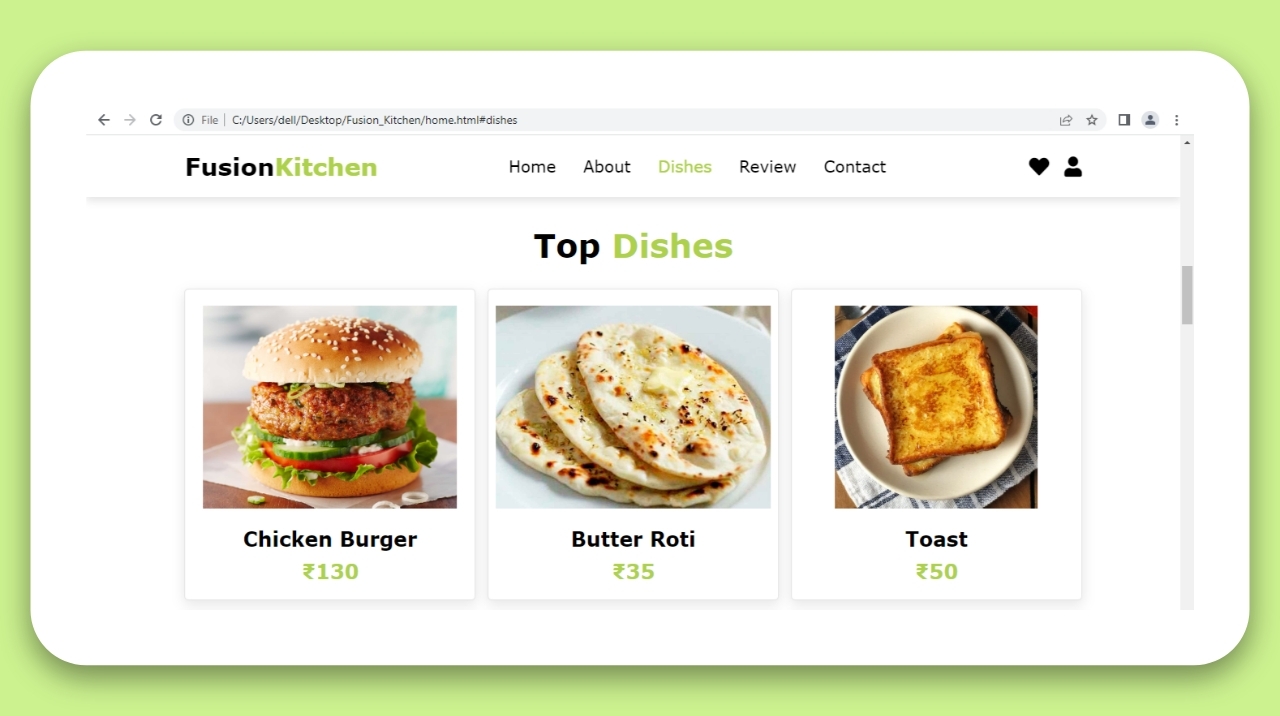 File | C:/Users/dell/Desktop/Fusion_Kitchen/home.html#dishes
FusionKitchen Home About Dishes Review Contact
Top Dishes
Chicken Burger Butter Roti Toast
₹130 ₹35 ₹50